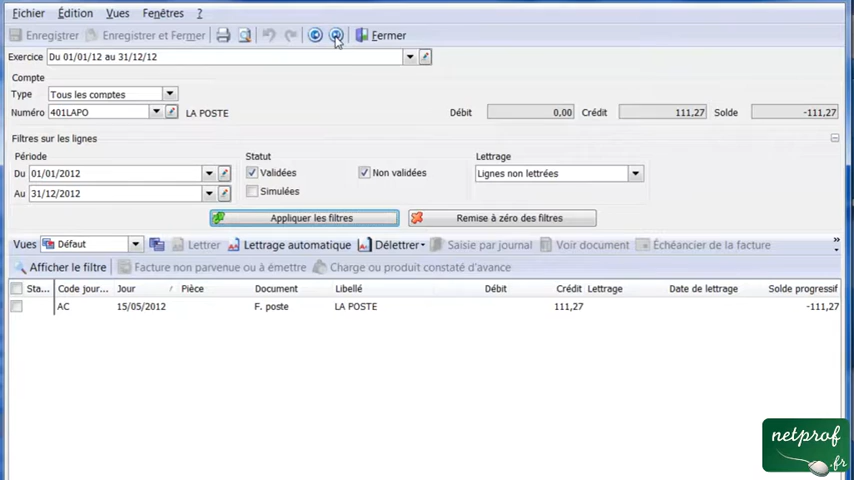 Fichier Édition Vues Fenêtres ?
Enregistrer Enregistrer et Fermer Fermer
Exercice Du 01/01/12 au 31/12/12
Compte
Type Tous les comptes
Numéro 401LAPO LA POSTE Débit 0,00 Crédit 111,27 Solde -111,27
Filtres sur les lignes
Période Statut Lettrage
Du 01/01/2012 Validées Non validées Lignes non lettrées
Au 31/12/2012 Simulées
Appliquer les filtres Remise à zéro des filtres
Vues Défaut Lettrer Lettrage automatique Délettrer Saisie par journal Voir document Échéancier de la facture »
Afficher le filtre Facture non parvenue ou à émettre Charge ou produit constaté d'avance
Sta... Code jour... Jour Pièce Document Libellé Débit Crédit Lettrage Date de lettrage Solde progressif
AC 15/05/2012 F. poste LA POSTE 111,27 -111,27
netprof
.fr